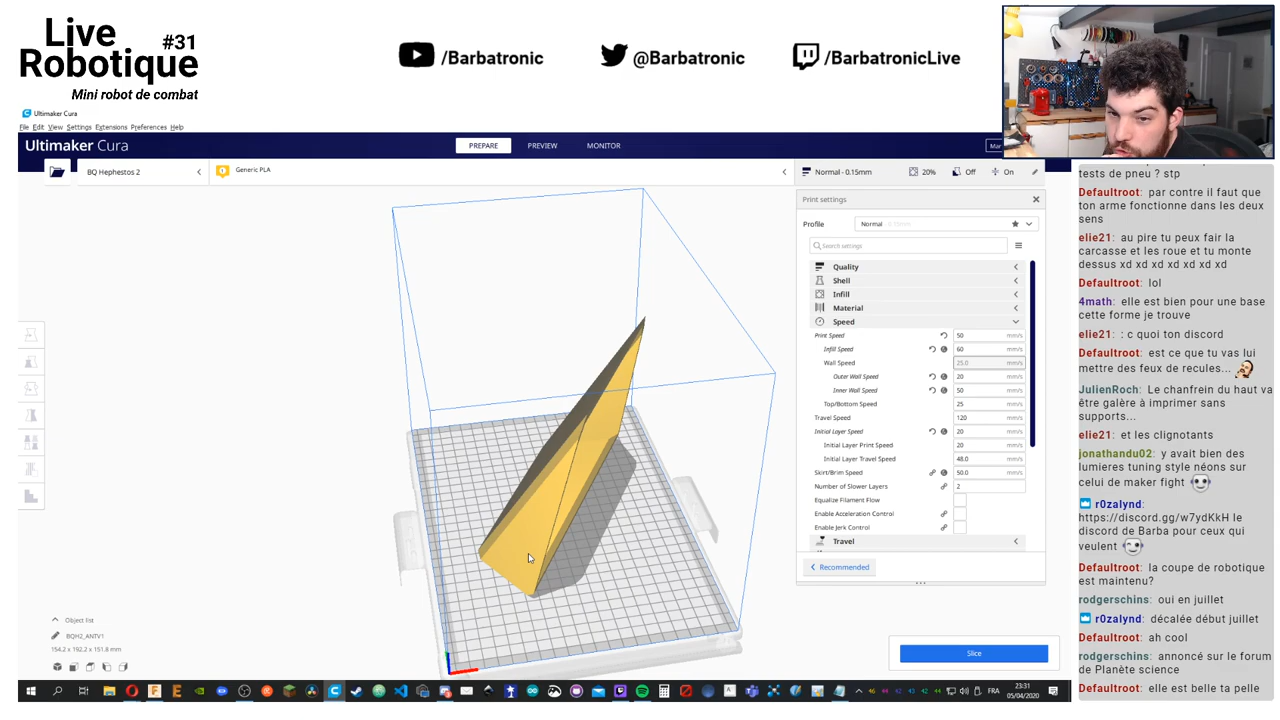 Live
Robotique #31
Mini robot de combat
/Barbatronic
@Barbatronic
/BarbatronicLive
Ultimaker Cura
File Edit View Settings Extensions Preferences Help
Ultimaker Cura
PREPARE
PREVIEW
MONITOR
Mar
BQ Hephestos 2
Generic PLA
Normal - 0.15mm
20%
Off
On
Print settings
Profile
Normal 0.15mm
Search settings
Quality
Shell
Infill
Material
Speed
Print Speed 50 mm/s
Infill Speed 60 mm/s
Wall Speed 25.0 mm/s
Outer Wall Speed 20 mm/s
Inner Wall Speed 50 mm/s
Top/Bottom Speed 25 mm/s
Travel Speed 120 mm/s
Initial Layer Speed 20 mm/s
Initial Layer Print Speed 20 mm/s
Initial Layer Travel Speed 48.0 mm/s
Skirt/Brim Speed 50.0 mm/s
Number of Slower Layers 2
Equalize Filament Flow
Enable Acceleration Control
Enable Jerk Control
Travel
Recommended
Object list
BQH2_ANTV1
154.2 x 192.2 x 151.8 mm
Slice
FRA
23:31
05/04/2020
tests de pneu ? stp
Defaultroot: par contre il faut que
ton arme fonctionne dans les deux
sens
elie21: au pire tu peux fair la
carcasse et les roue et tu monte
dessus xd xd xd xd xd xd xd
Defaultroot: lol
4math: elle est bien pour une base
cette forme je trouve
elie21: : c quoi ton discord
Defaultroot: est ce que tu vas lui
mettre des feux de recules...
JulienRoch: Le chanfrein du haut va
être galère à imprimer sans
supports...
elie21: et les clignotants
jonathandu02: y avait bien des
lumieres tuning style néons sur
celui de maker fight
r0zalynd:
https://discord.gg/w7ydKkH le
discord de Barba pour ceux qui
veulent
Defaultroot: la coupe de robotique
est maintenu?
rodgerschins: oui en juillet
r0zalynd: décalée début juillet
Defaultroot: ah cool
rodgerschins: annoncé sur le forum
de Planète science
Defaultroot: elle est belle ta pelle